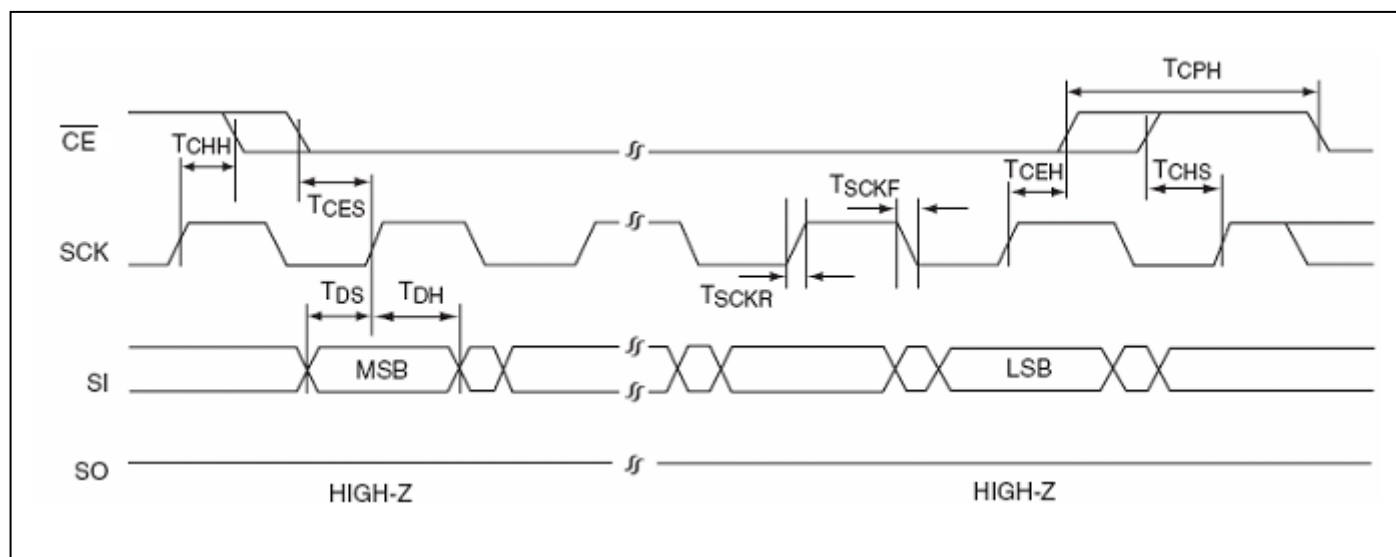 TCPH
CE
TCHH
TCES
TCEH
TCHS
TSCKF
SCK
TSCKR
TDS
TDH
SI
MSB
LSB
SO
HIGH-Z
HIGH-Z